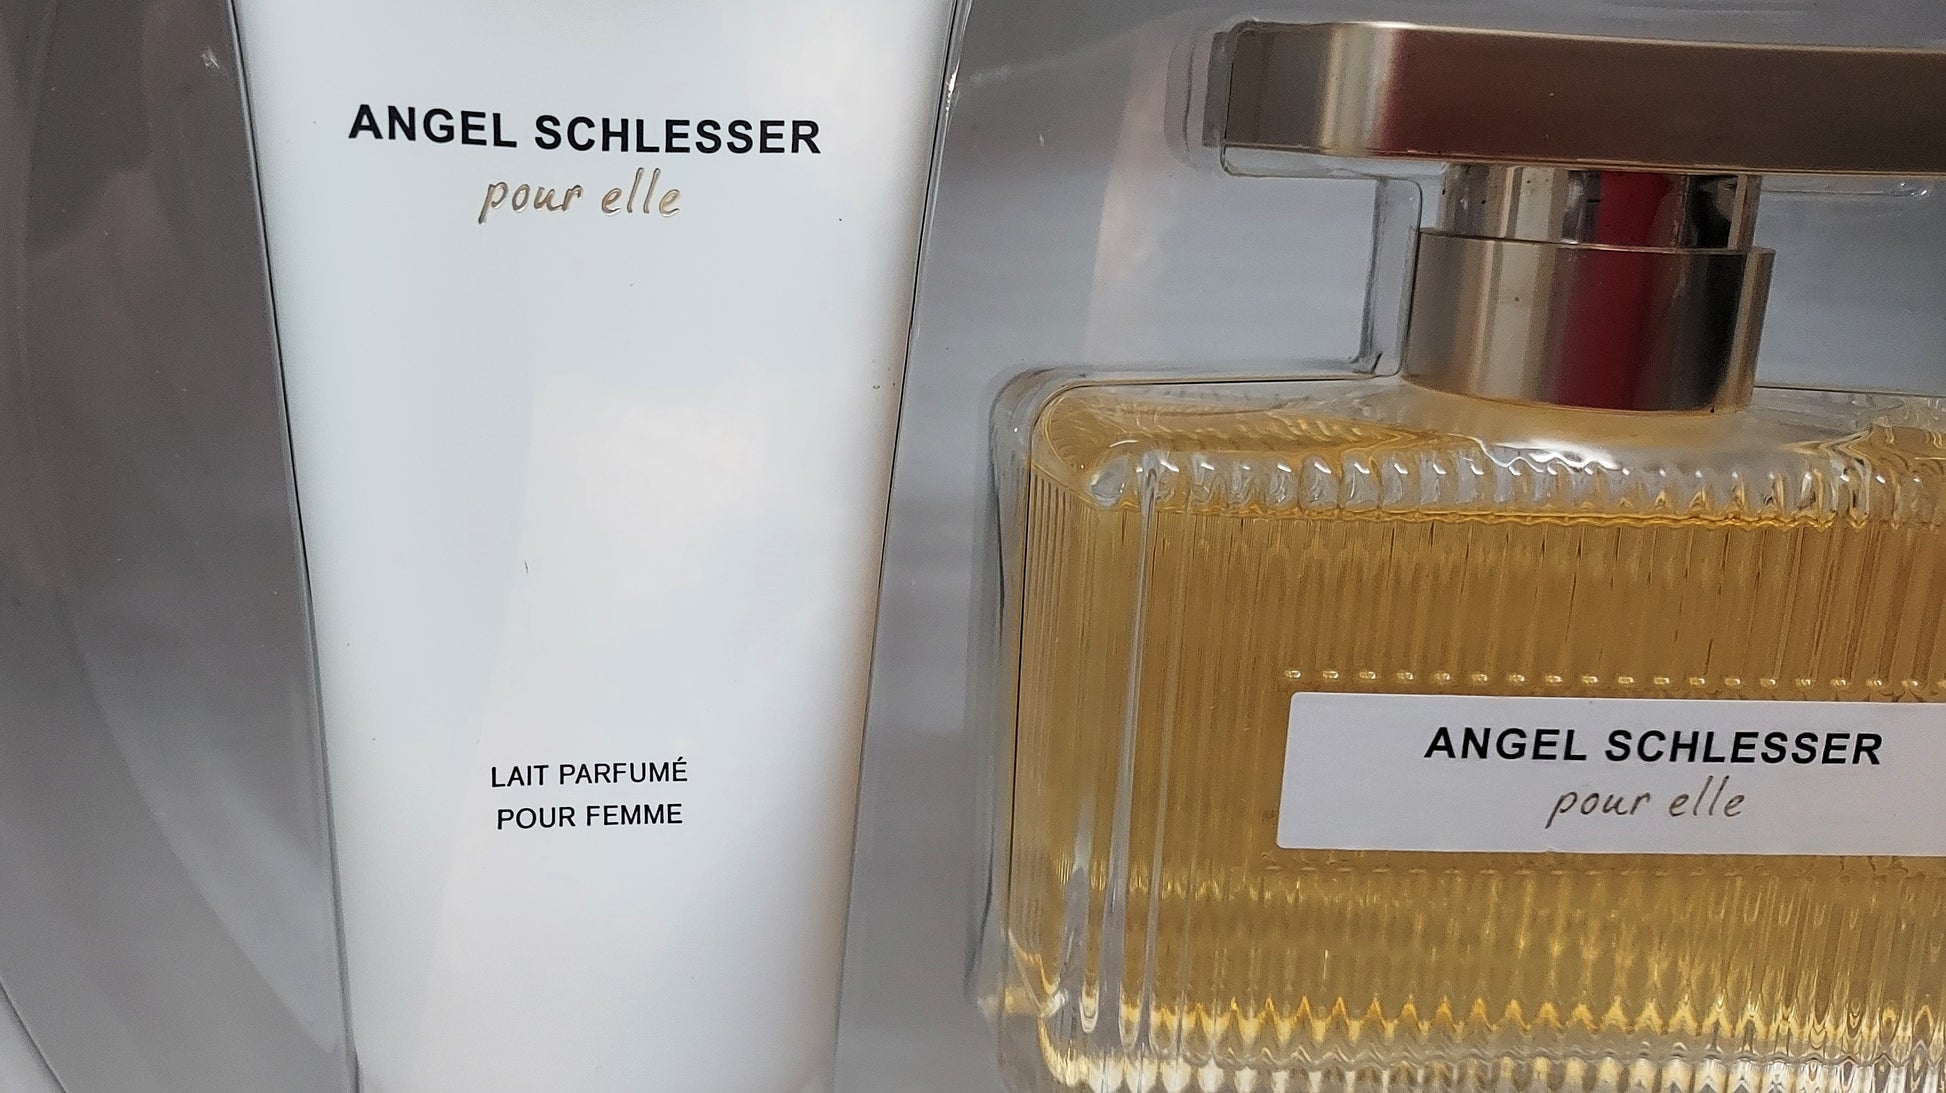 ANGEL SCHLESSER
pour elle
LAIT PARFUMÉ
POUR FEMME
ANGEL SCHLESSER
pour elle